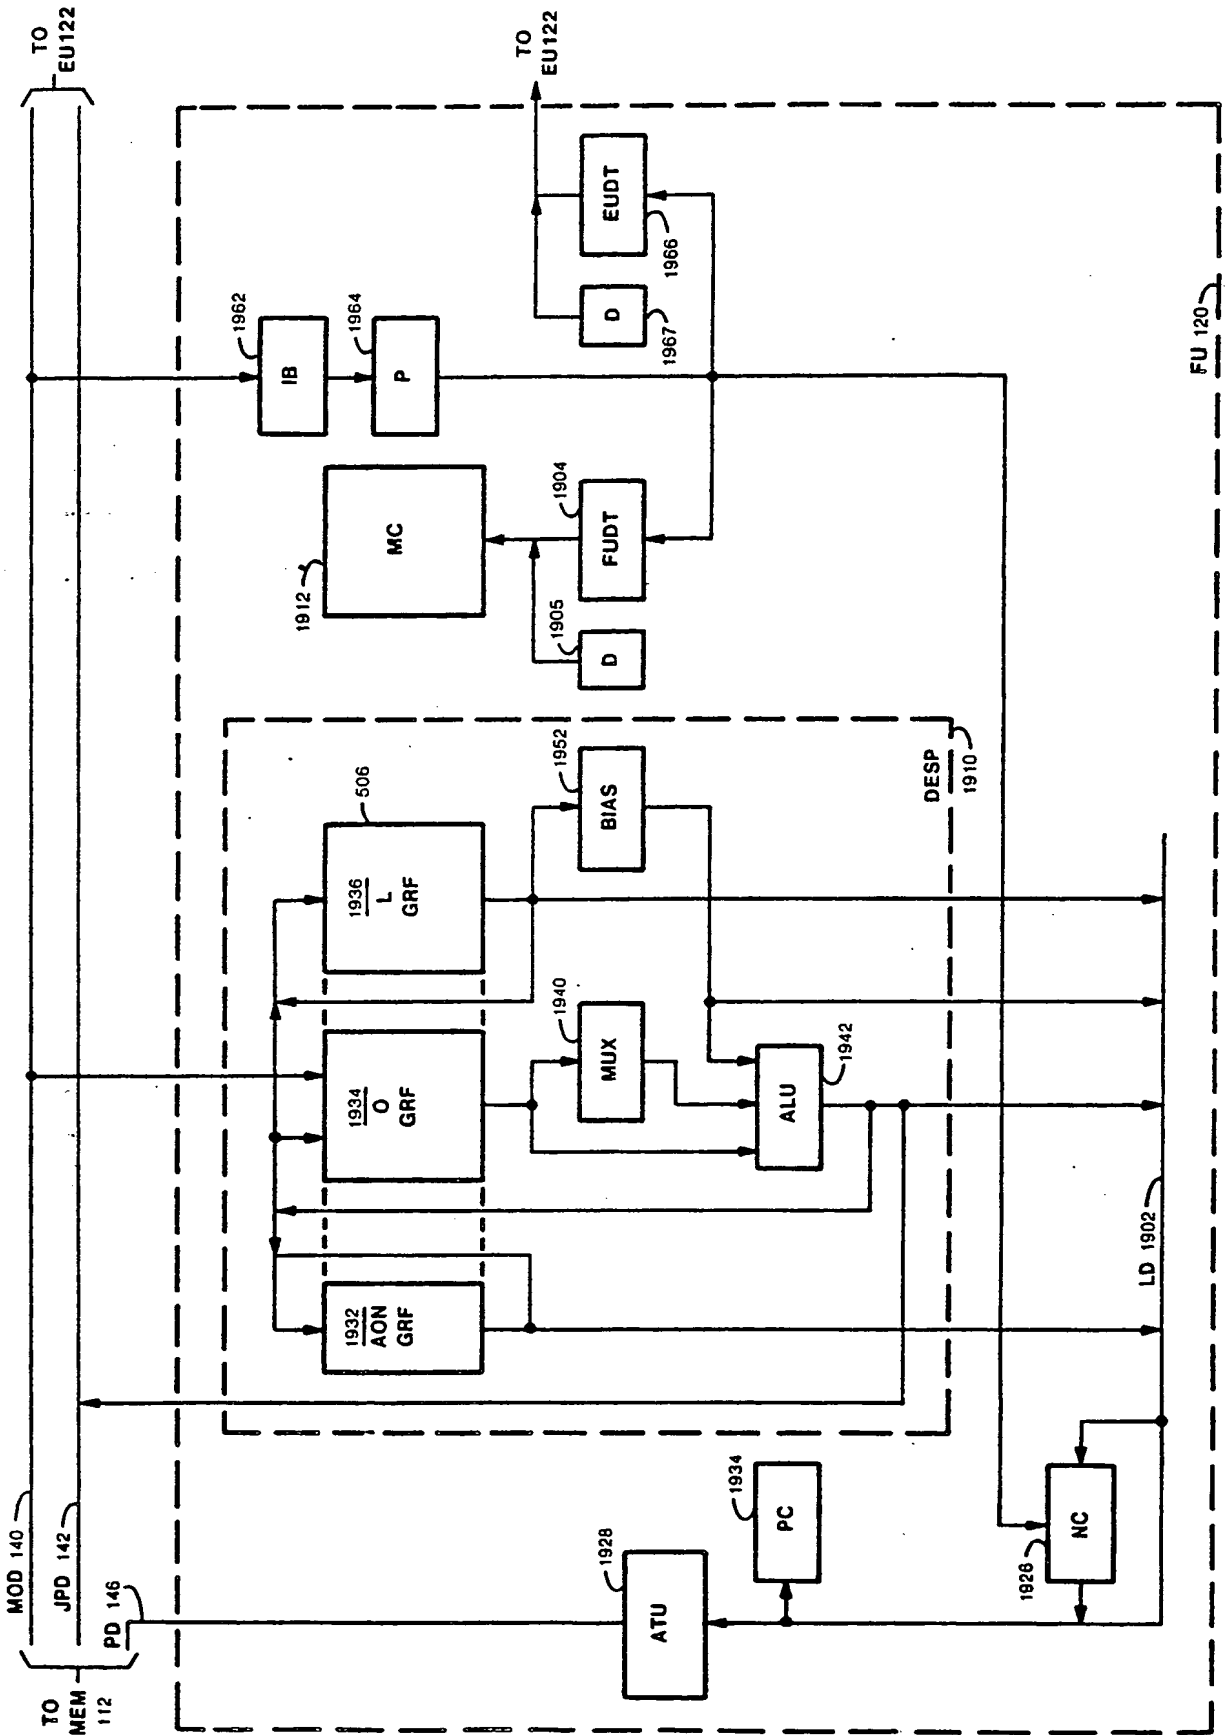 TO
MEM
112
MOD 140
JPD 142
PD 146
TO
EU122
TO
EU122
ATU
1928
PC
1934
NC
1926
LD 1902
1932
AON
GRF
1934
O
GRF
1936
L
GRF
506
MUX
1940
BIAS
1952
ALU
1942
DESP
1910
MC
1912
D
1905
FUDT
1904
IB
1962
P
1964
D
1967
EUDT
1966
FU 120